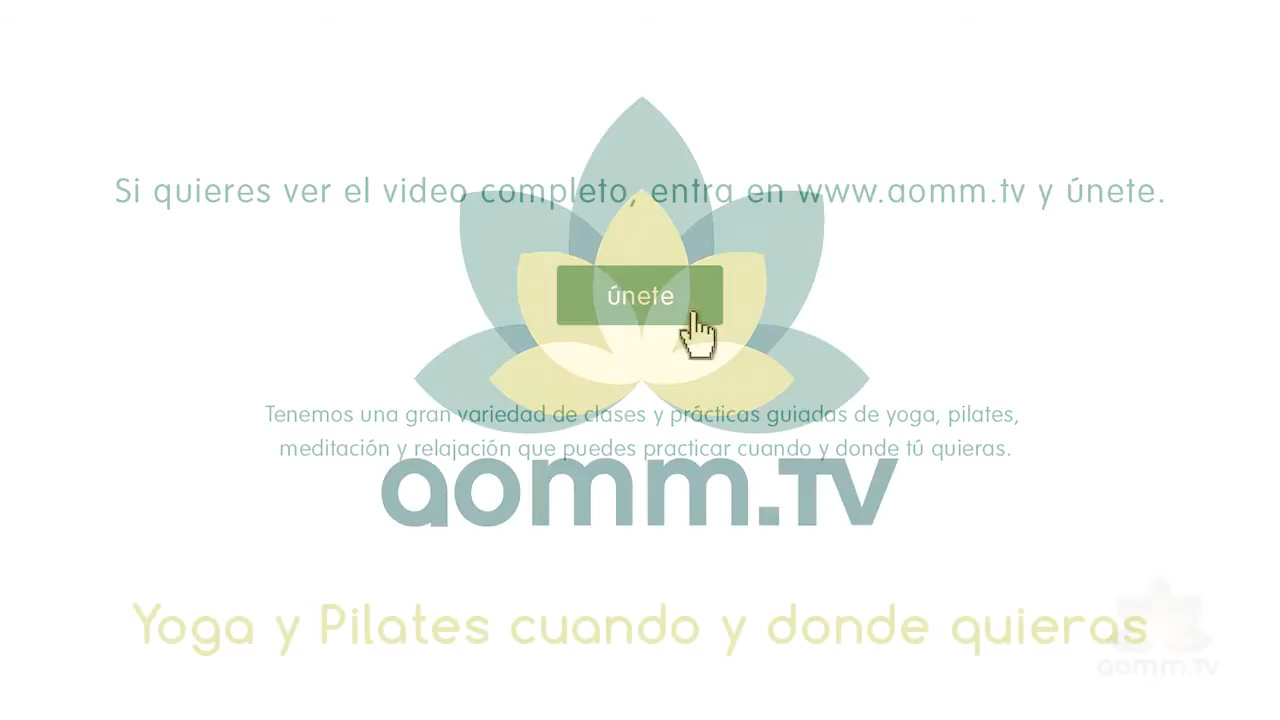 Si quieres ver el video completo, entra en www.aomm.tv y únete.
únete
Tenemos una gran variedad de clases y prácticas guiadas de yoga, pilates,
meditación y relajación que puedes practicar cuando y donde tú quieras.
aomm.TV
Yoga y Pilates cuando y donde quieras
aomm.TV